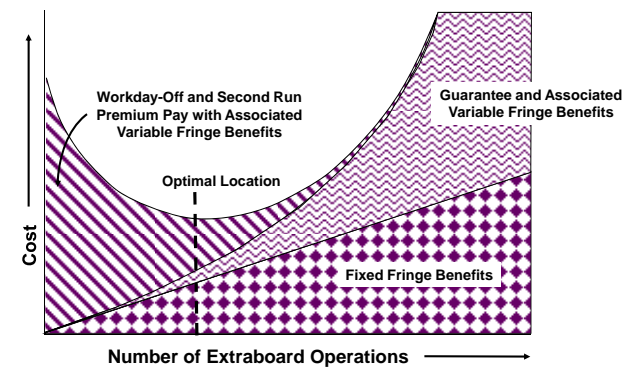 Workday-Off and Second Run
Premium Pay with Associated
Variable Fringe Benefits
Guarantee and Associated
Variable Fringe Benefits
Optimal Location
Cost
Fixed Fringe Benefits
Number of Extraboard Operations